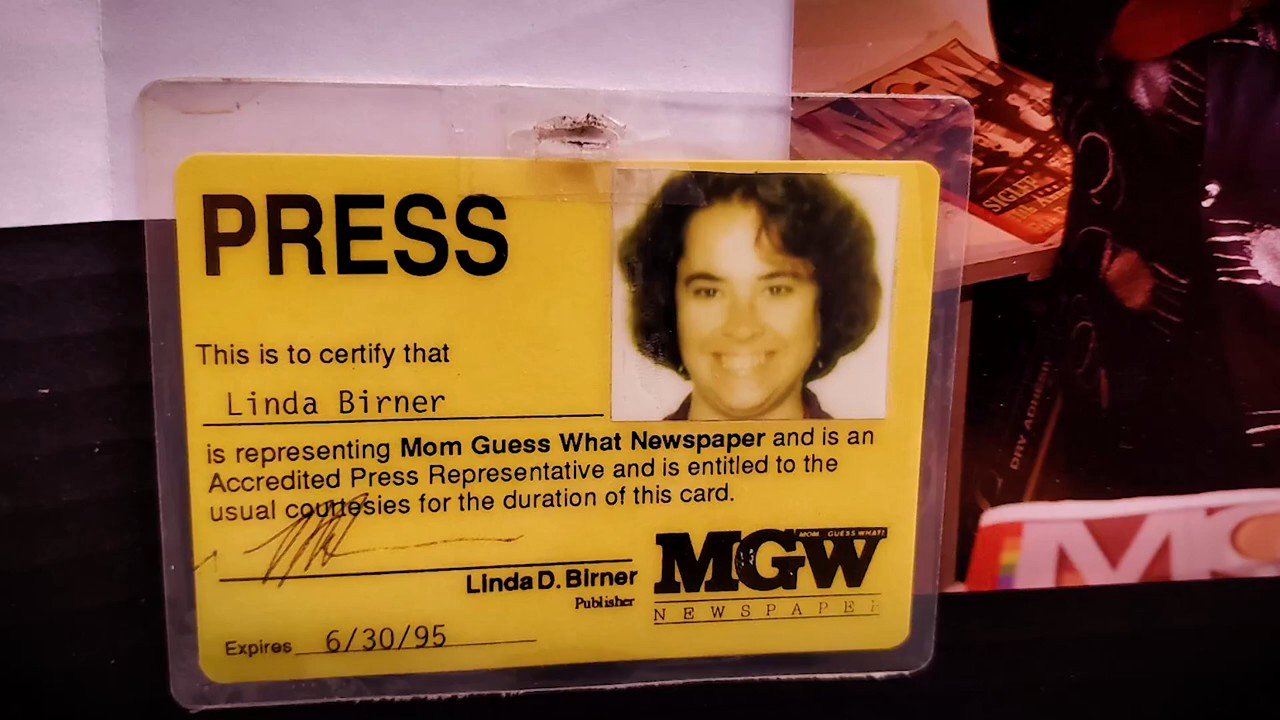 PRESS
This is to certify that
Linda Birner
is representing Mom Guess What Newspaper and is an
Accredited Press Representative and is entitled to the
usual courtesies for the duration of this card.
Linda D. Birner
Publisher
Expires 6/30/95
MOM GUESS WHAT!
MGW
NEWSPAPER
MGW